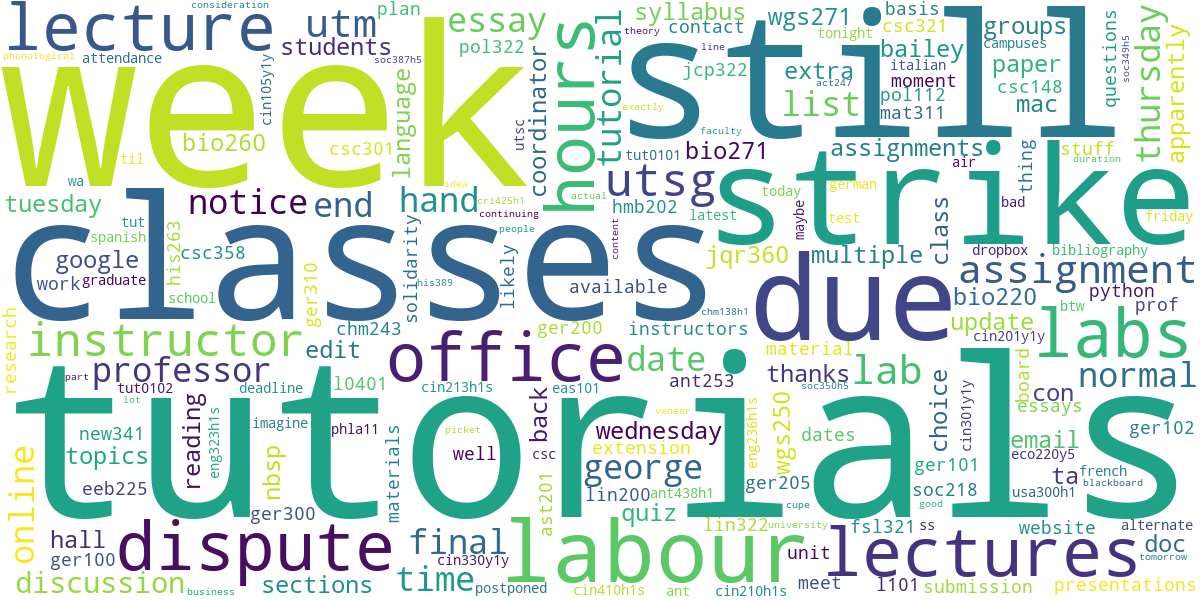 consideration
lecture
utm
plan
essay
syllabus
wgs271
basis
csc321
groups
theory
contact
tonight
campuses
phonological
attendance
students
soc387h5
pol322
coordinator
hours
tutorial
line
italian
bailey
questions
soc349h5
thursday
apparently
week
still
jcp322
extra
act247
moment
paper
list
pol112
csc148
mat311
mac
cin105y1y
language
exactly
utsc
bio260
csc301
faculty
tut0101
bio271
assignments
stuff
til
duration
air
thing
wa
idea
utsg
strike
today
german
tuesday
notice
end
hand
cri425h1
actual
hmb202
latest
test
bad
friday
tut
continuing
people
maybe
spanish
his263
csc358
solidarity
content
jqr360
multiple
class
dropbox
bibliography
google
classes
likely
work
graduate
his389
available
due
assignment
school
ger310
bio220
python
research
chm138h1
btw
prof
chm243
ger200
instructors
update
cin201y1y
instructor
edit
office
date
material
labs
professor
part
tut0102
deadline
l0401
cin213h1s
eas101
ant253
soc350h5
thanks
lab
board
con
normal
lot
reading
eng323h1s
imagine
phla11
back
veneer
choice
cin301y1y
essays
new341
picket
wednesday
eng236h1s
wgs250
dates
email
ger102
topics
nbsp
materials
well
csc
extension
george
ger101
ta
eco220y5
french
blackboard
online
eeb225
tutorials
lin200
ant438h1
ger205
soc218
usa300h1
good
ger300
ast201
quiz
cupe
lin322
university
fsl321
ss
website
alternate
hall
dispute
final
labour
unit
lectures
doc
ger100
cin330y1y
tomorrow
discussion
sections
time
postponed
business
cin410h1s
ant
cin210h1s
meet
l101
submission
presentations